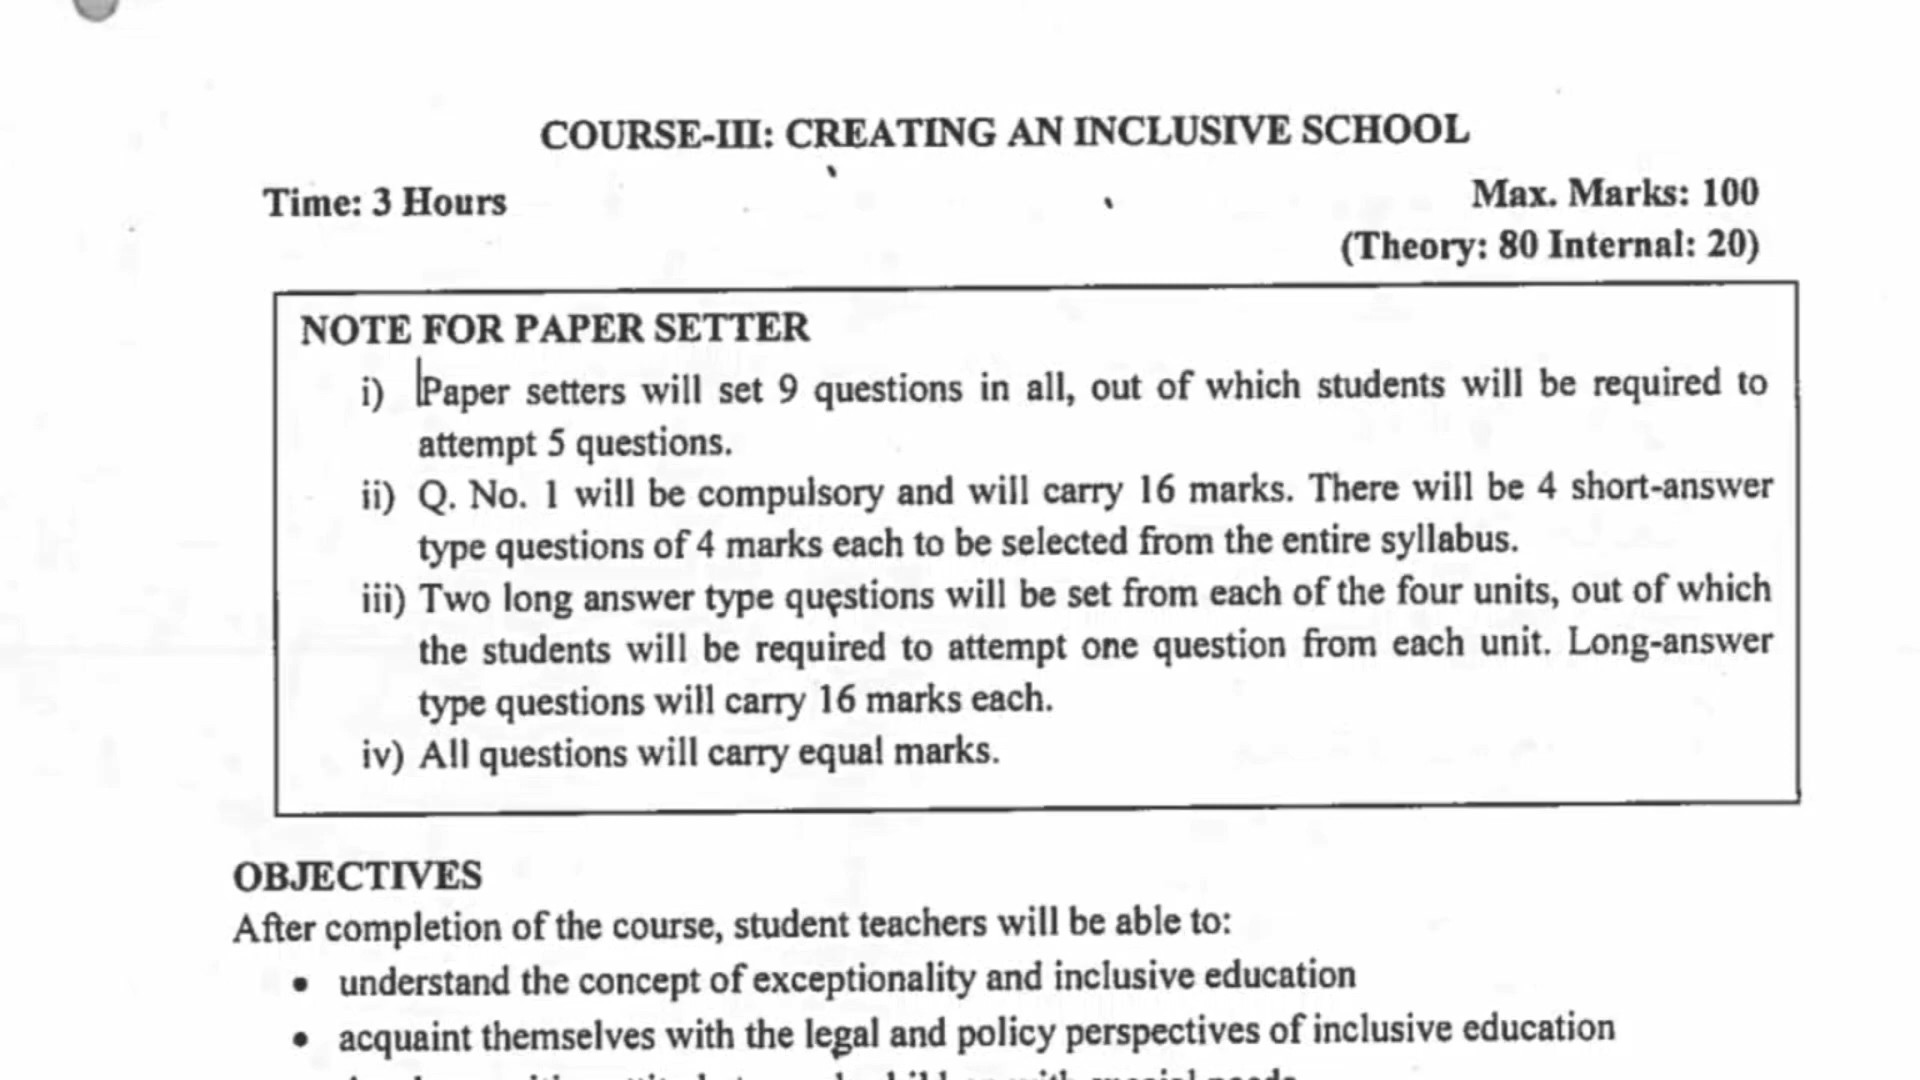 COURSE-III: CREATING AN INCLUSIVE SCHOOL
Time: 3 Hours
Max. Marks: 100
(Theory: 80 Internal: 20)
NOTE FOR PAPER SETTER
i) Paper setters will set 9 questions in all, out of which students will be required to
attempt 5 questions.
ii) Q. No. 1 will be compulsory and will carry 16 marks. There will be 4 short-answer
type questions of 4 marks each to be selected from the entire syllabus.
iii) Two long answer type questions will be set from each of the four units, out of which
the students will be required to attempt one question from each unit. Long-answer
type questions will carry 16 marks each.
iv) All questions will carry equal marks.
OBJECTIVES
After completion of the course, student teachers will be able to:
• understand the concept of exceptionality and inclusive education
• acquaint themselves with the legal and policy perspectives of inclusive education